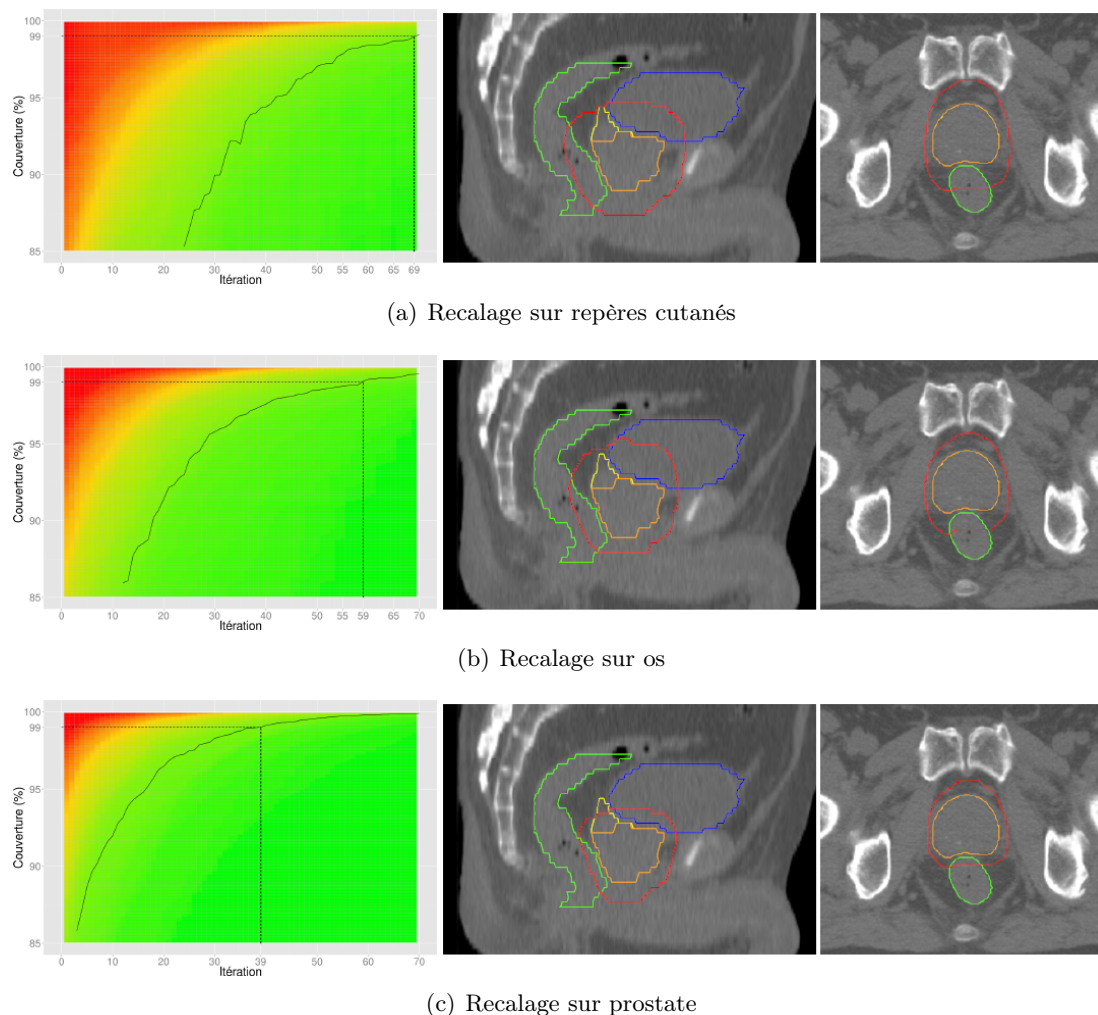 100
99
95
90
85
Couverture (%)
0 10 20 30 40 50 55 60 65 69
Itération
(a) Recalage sur repères cutanés
100
99
95
90
85
Couverture (%)
0 10 20 30 40 50 55 59 70
Itération
(b) Recalage sur os
100
99
95
90
85
Couverture (%)
0 10 20 30 39 50 55 60 65 70
Itération
(c) Recalage sur prostate